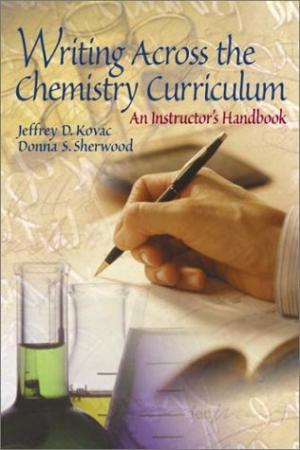 Writing Across the
Chemistry Curriculum
An Instructor's Handbook
Jeffrey D. Kovac
Donna S. Sherwood